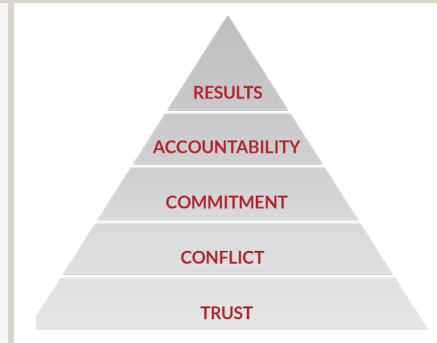 RESULTS
ACCOUNTABILITY
COMMITMENT
CONFLICT
TRUST